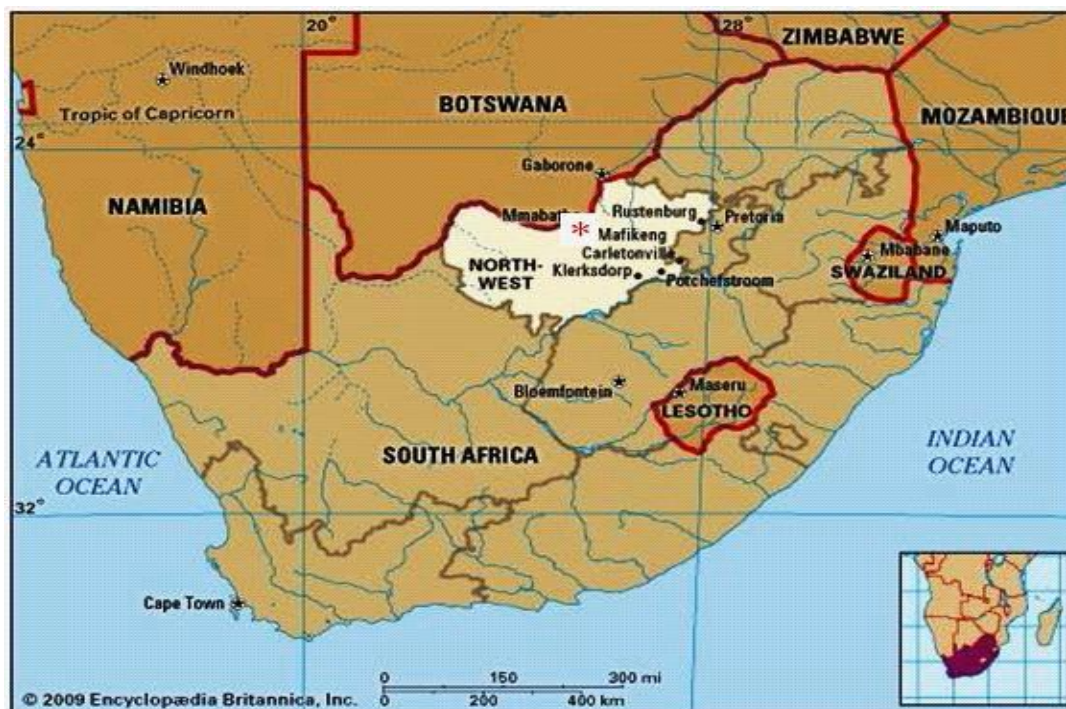 20°
28°
ZIMBABWE
Windhoek
BOTSWANA
Tropic of Capricorn
MOZAMBIQUE
24°
Gaborone
NAMIBIA
Rustenburg
Pretoria
*
Mafikeng
Maputo
Carletonville
Mbabane
NORTH-
WEST
Klerksdorp
SWAZILAND
Potchefstroom
Bloemfontein
Maseru
LESOTHO
SOUTH AFRICA
ATLANTIC
OCEAN
INDIAN
OCEAN
32°
Cape Town
0 150 300 mi
0 200 400 km
© 2009 Encyclopædia Britannica, Inc.